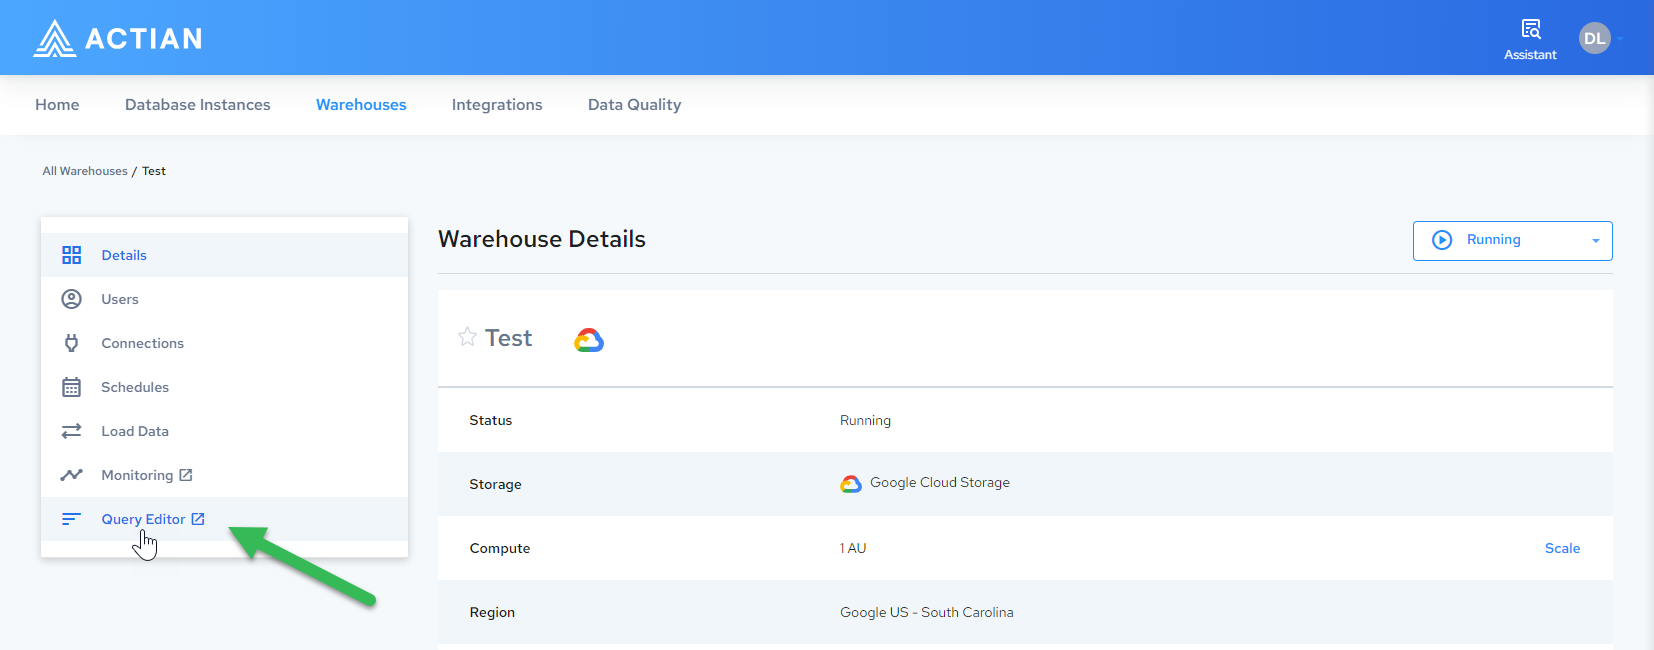 ACTIAN
Assistant
DL
Home Database Instances Warehouses Integrations Data Quality
All Warehouses / Test
Details
Users
Connections
Schedules
Load Data
Monitoring
Query Editor
Warehouse Details
Running
Test
Status Running
Storage Google Cloud Storage
Compute 1 AU Scale
Region Google US - South Carolina